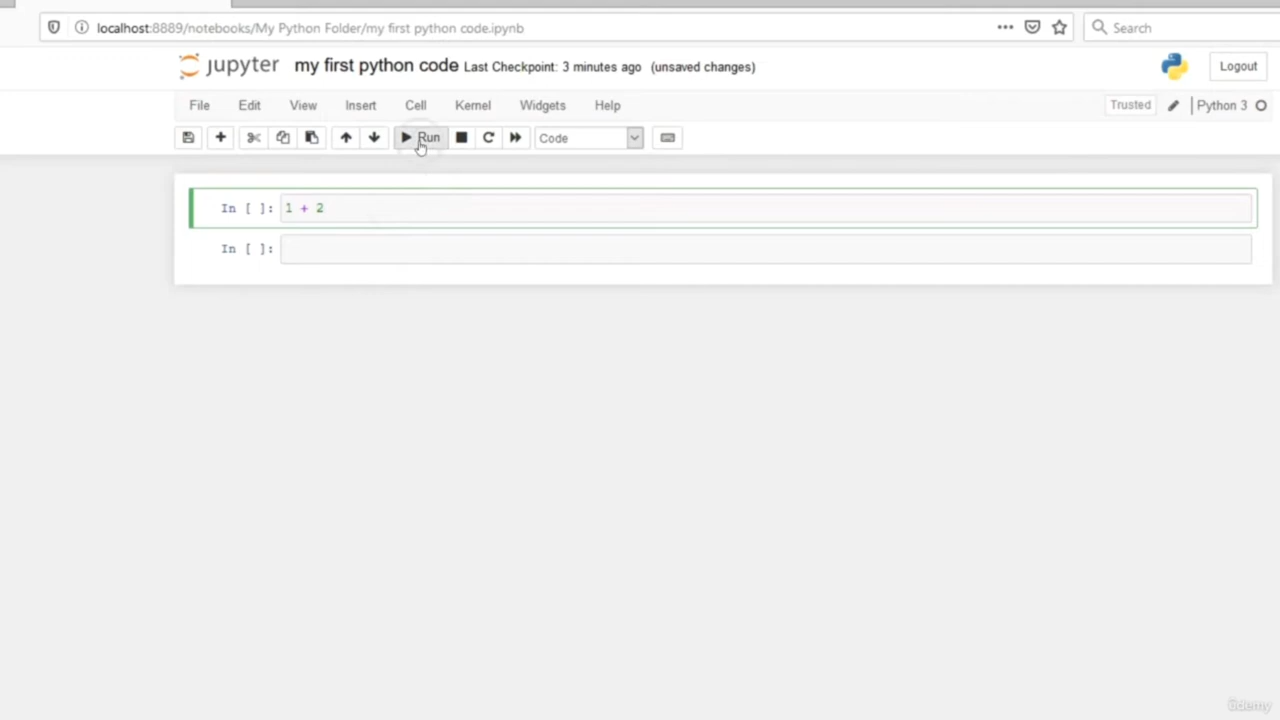 localhost:8889/notebooks/My Python Folder/my first python code.ipynb
Search
jupyter my first python code Last Checkpoint: 3 minutes ago (unsaved changes)
Logout
File Edit View Insert Cell Kernel Widgets Help
Trusted Python 3
Run Code
In [ ]: 1 + 2
In [ ]:
ûdemy